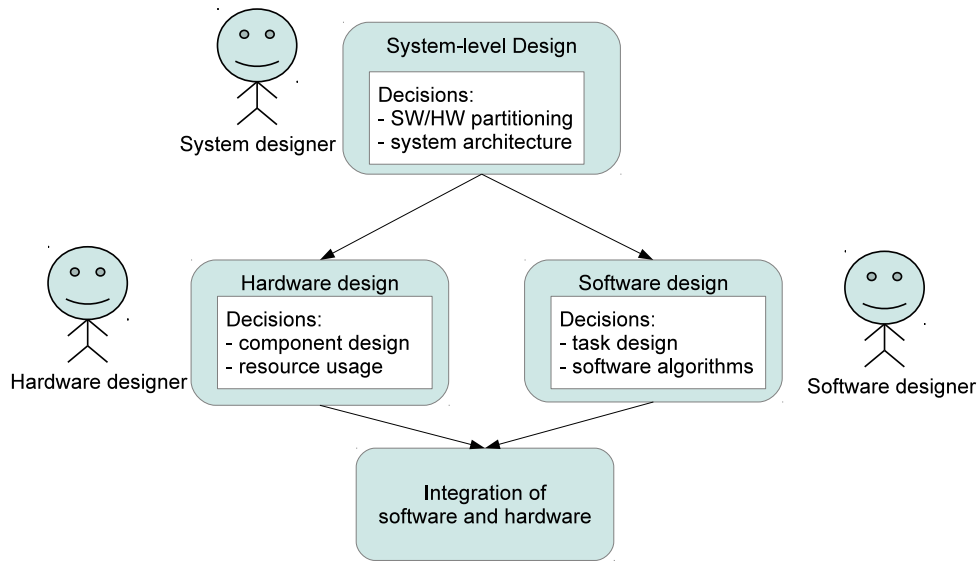 System-level Design
Decisions:
- SW/HW partitioning
- system architecture
System designer
Hardware design
Decisions:
- component design
- resource usage
Hardware designer
Software design
Decisions:
- task design
- software algorithms
Software designer
Integration of
software and hardware